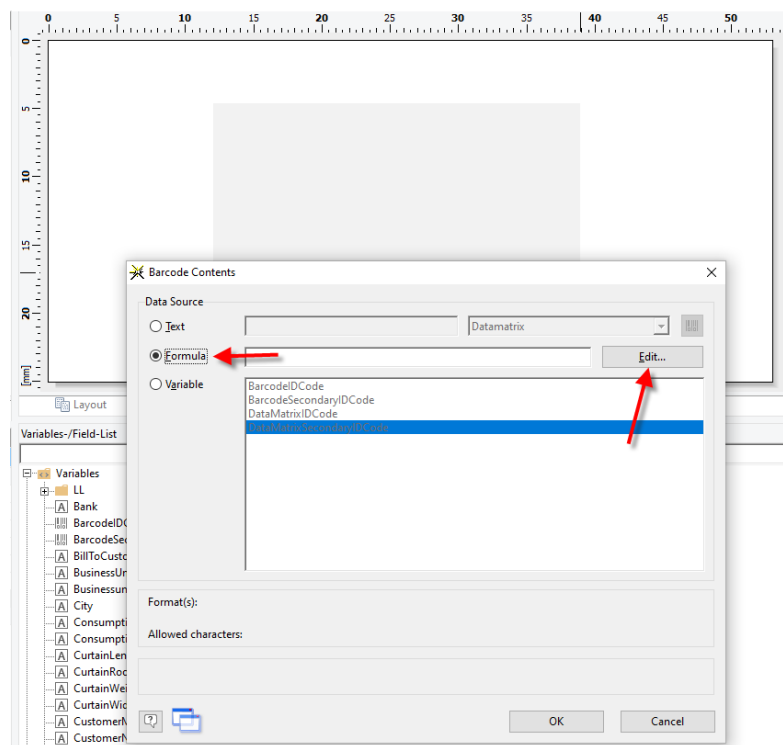 0 5 10 15 20 25 30 35 40 45 50
0
5
10
15
20
[mm]
Layout
Variables-/Field-List
Variables
LL
Bank
BarcodeIDC
BarcodeSec
BillToCusto
BusinessUn
Businessun
City
Consumpti
Consumpti
CurtainLen
CurtainRoo
CurtainWei
CurtainWid
CustomerN
CustomerN
Barcode Contents
Data Source
Text
Datamatrix
Formula
Edit...
Variable
BarcodeIDCode
BarcodeSecondaryIDCode
DataMatrixIDCode
DataMatrixSecondaryIDCode
Format(s):
Allowed characters:
?
OK
Cancel